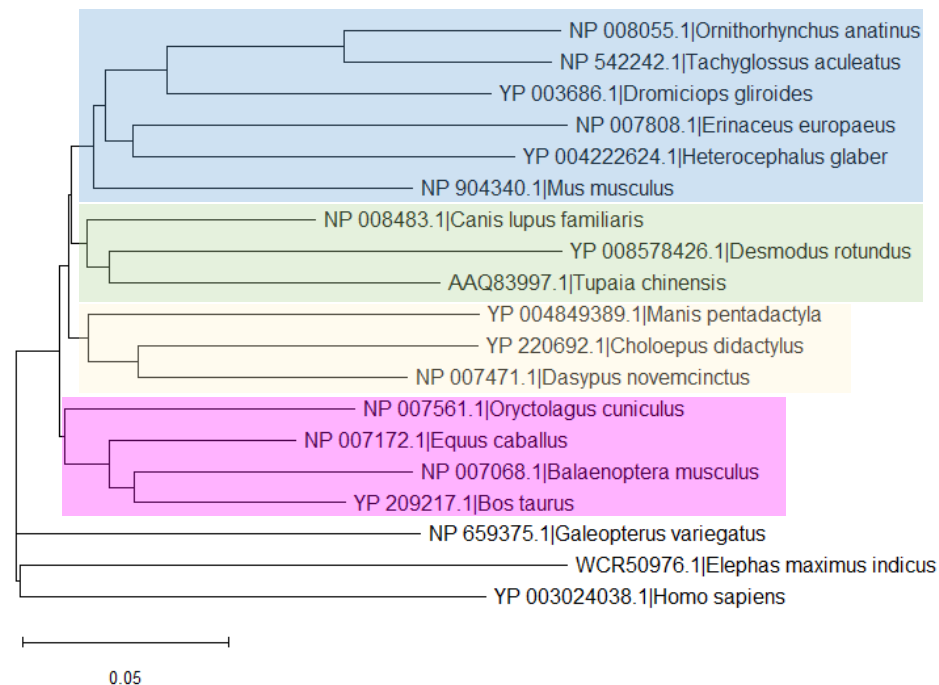 NP 008055.1|Ornithorhynchus anatinus
NP 542242.1|Tachyglossus aculeatus
YP 003686.1|Dromiciops gliroides
NP 007808.1|Erinaceus europaeus
YP 004222624.1|Heterocephalus glaber
NP 904340.1|Mus musculus
NP 008483.1|Canis lupus familiaris
YP 008578426.1|Desmodus rotundus
AAQ83997.1|Tupaia chinensis
YP 004849389.1|Manis pentadactyla
YP 220692.1|Choloepus didactylus
NP 007471.1|Dasypus novemcinctus
NP 007561.1|Oryctolagus cuniculus
NP 007172.1|Equus caballus
NP 007068.1|Balaenoptera musculus
YP 209217.1|Bos taurus
NP 659375.1|Galeopterus variegatus
WCR50976.1|Elephas maximus indicus
YP 003024038.1|Homo sapiens
0.05